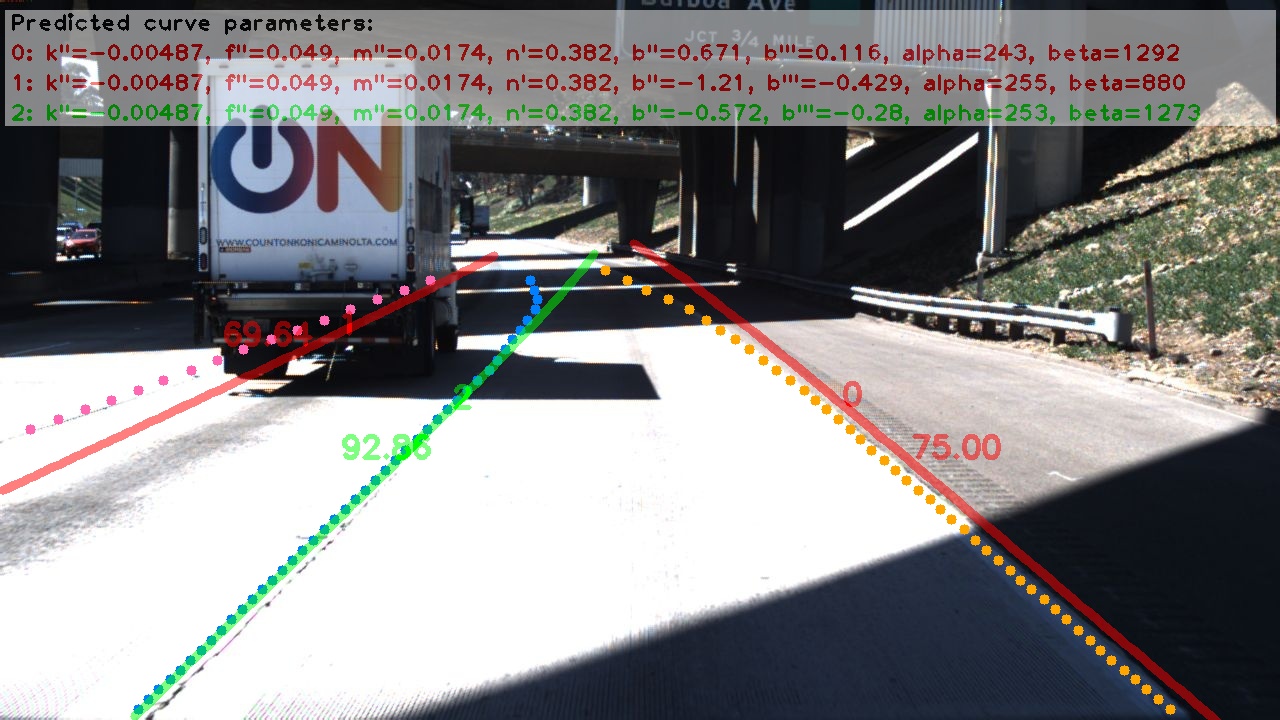 Balboa Ave
Predicted curve parameters:
JCT 3/4 MILE
0: k''=-0.00487, f''=0.049, m''=0.0174, n'=0.382, b''=0.671, b'''=0.116, alpha=243, beta=1292
1: k''=-0.00487, f''=0.049, m''=0.0174, n'=0.382, b''=-1.21, b'''=-0.429, alpha=255, beta=880
2: k''=-0.00487, f''=0.049, m''=0.0174, n'=0.382, b''=-0.572, b'''=-0.28, alpha=253, beta=1273
ON
WWW.COUNTONKONICAMINOLTA.COM
69.64 1
2 0
92.86 75.00